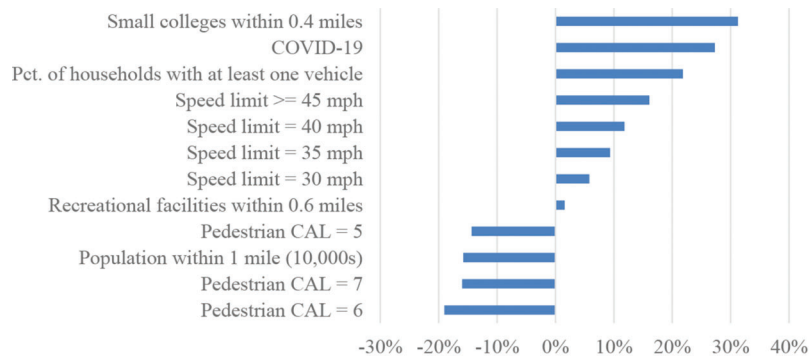 Small colleges within 0.4 miles
COVID-19
Pct. of households with at least one vehicle
Speed limit >= 45 mph
Speed limit = 40 mph
Speed limit = 35 mph
Speed limit = 30 mph
Recreational facilities within 0.6 miles
Pedestrian CAL = 5
Population within 1 mile (10,000s)
Pedestrian CAL = 7
Pedestrian CAL = 6
-30% -20% -10% 0% 10% 20% 30% 40%